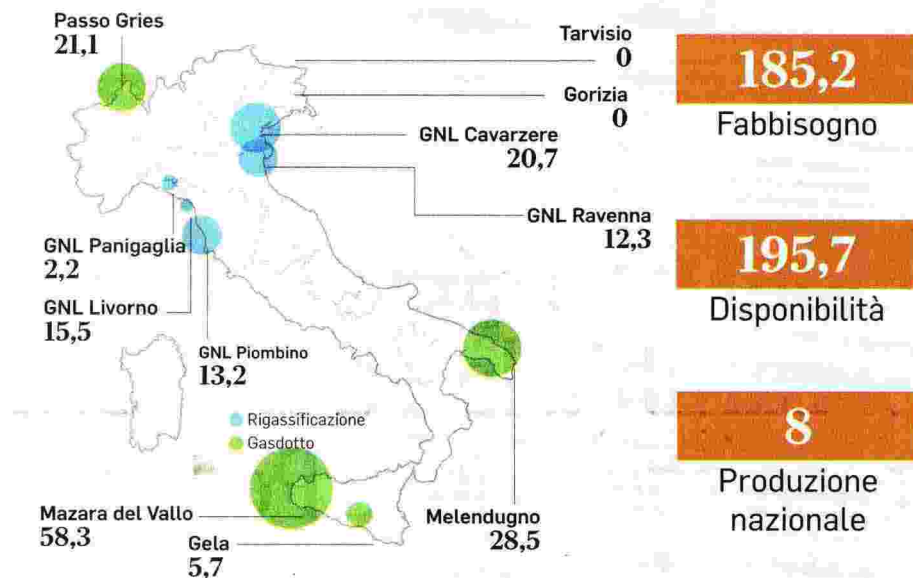 Passo Gries
21,1
Tarvisio
0
Gorizia
0
GNL Cavarzere
20,7
GNL Ravenna
12,3
GNL Panigaglia
2,2
GNL Livorno
15,5
GNL Piombino
13,2
Rigassificazione
Gasdotto
Mazara del Vallo
58,3
Gela
5,7
Melendugno
28,5
185,2
Fabbisogno
195,7
Disponibilità
8
Produzione
nazionale